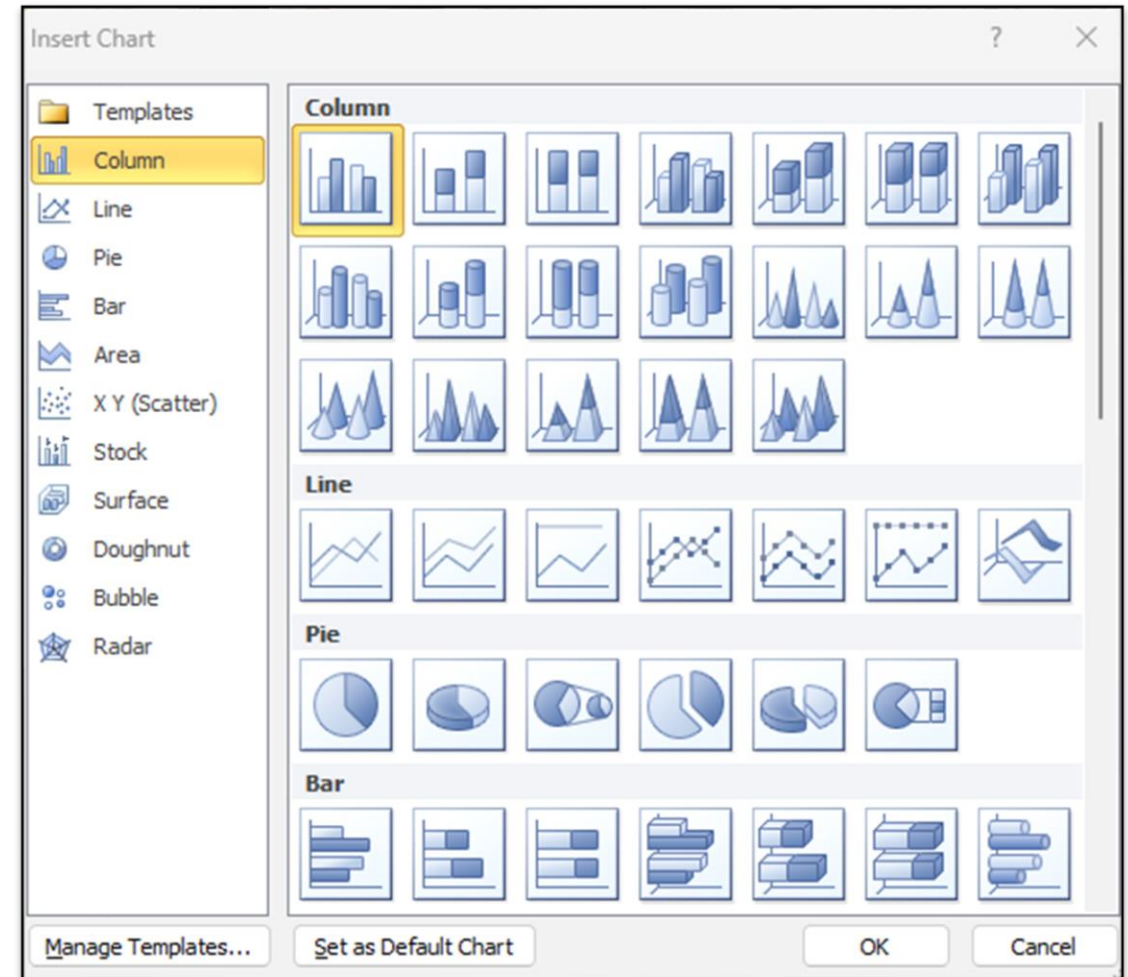 Insert Chart
?
Templates
Column
Line
Pie
Bar
Area
X Y (Scatter)
Stock
Surface
Doughnut
Bubble
Radar
Column
Line
Pie
Bar
Manage Templates...
Set as Default Chart
OK
Cancel